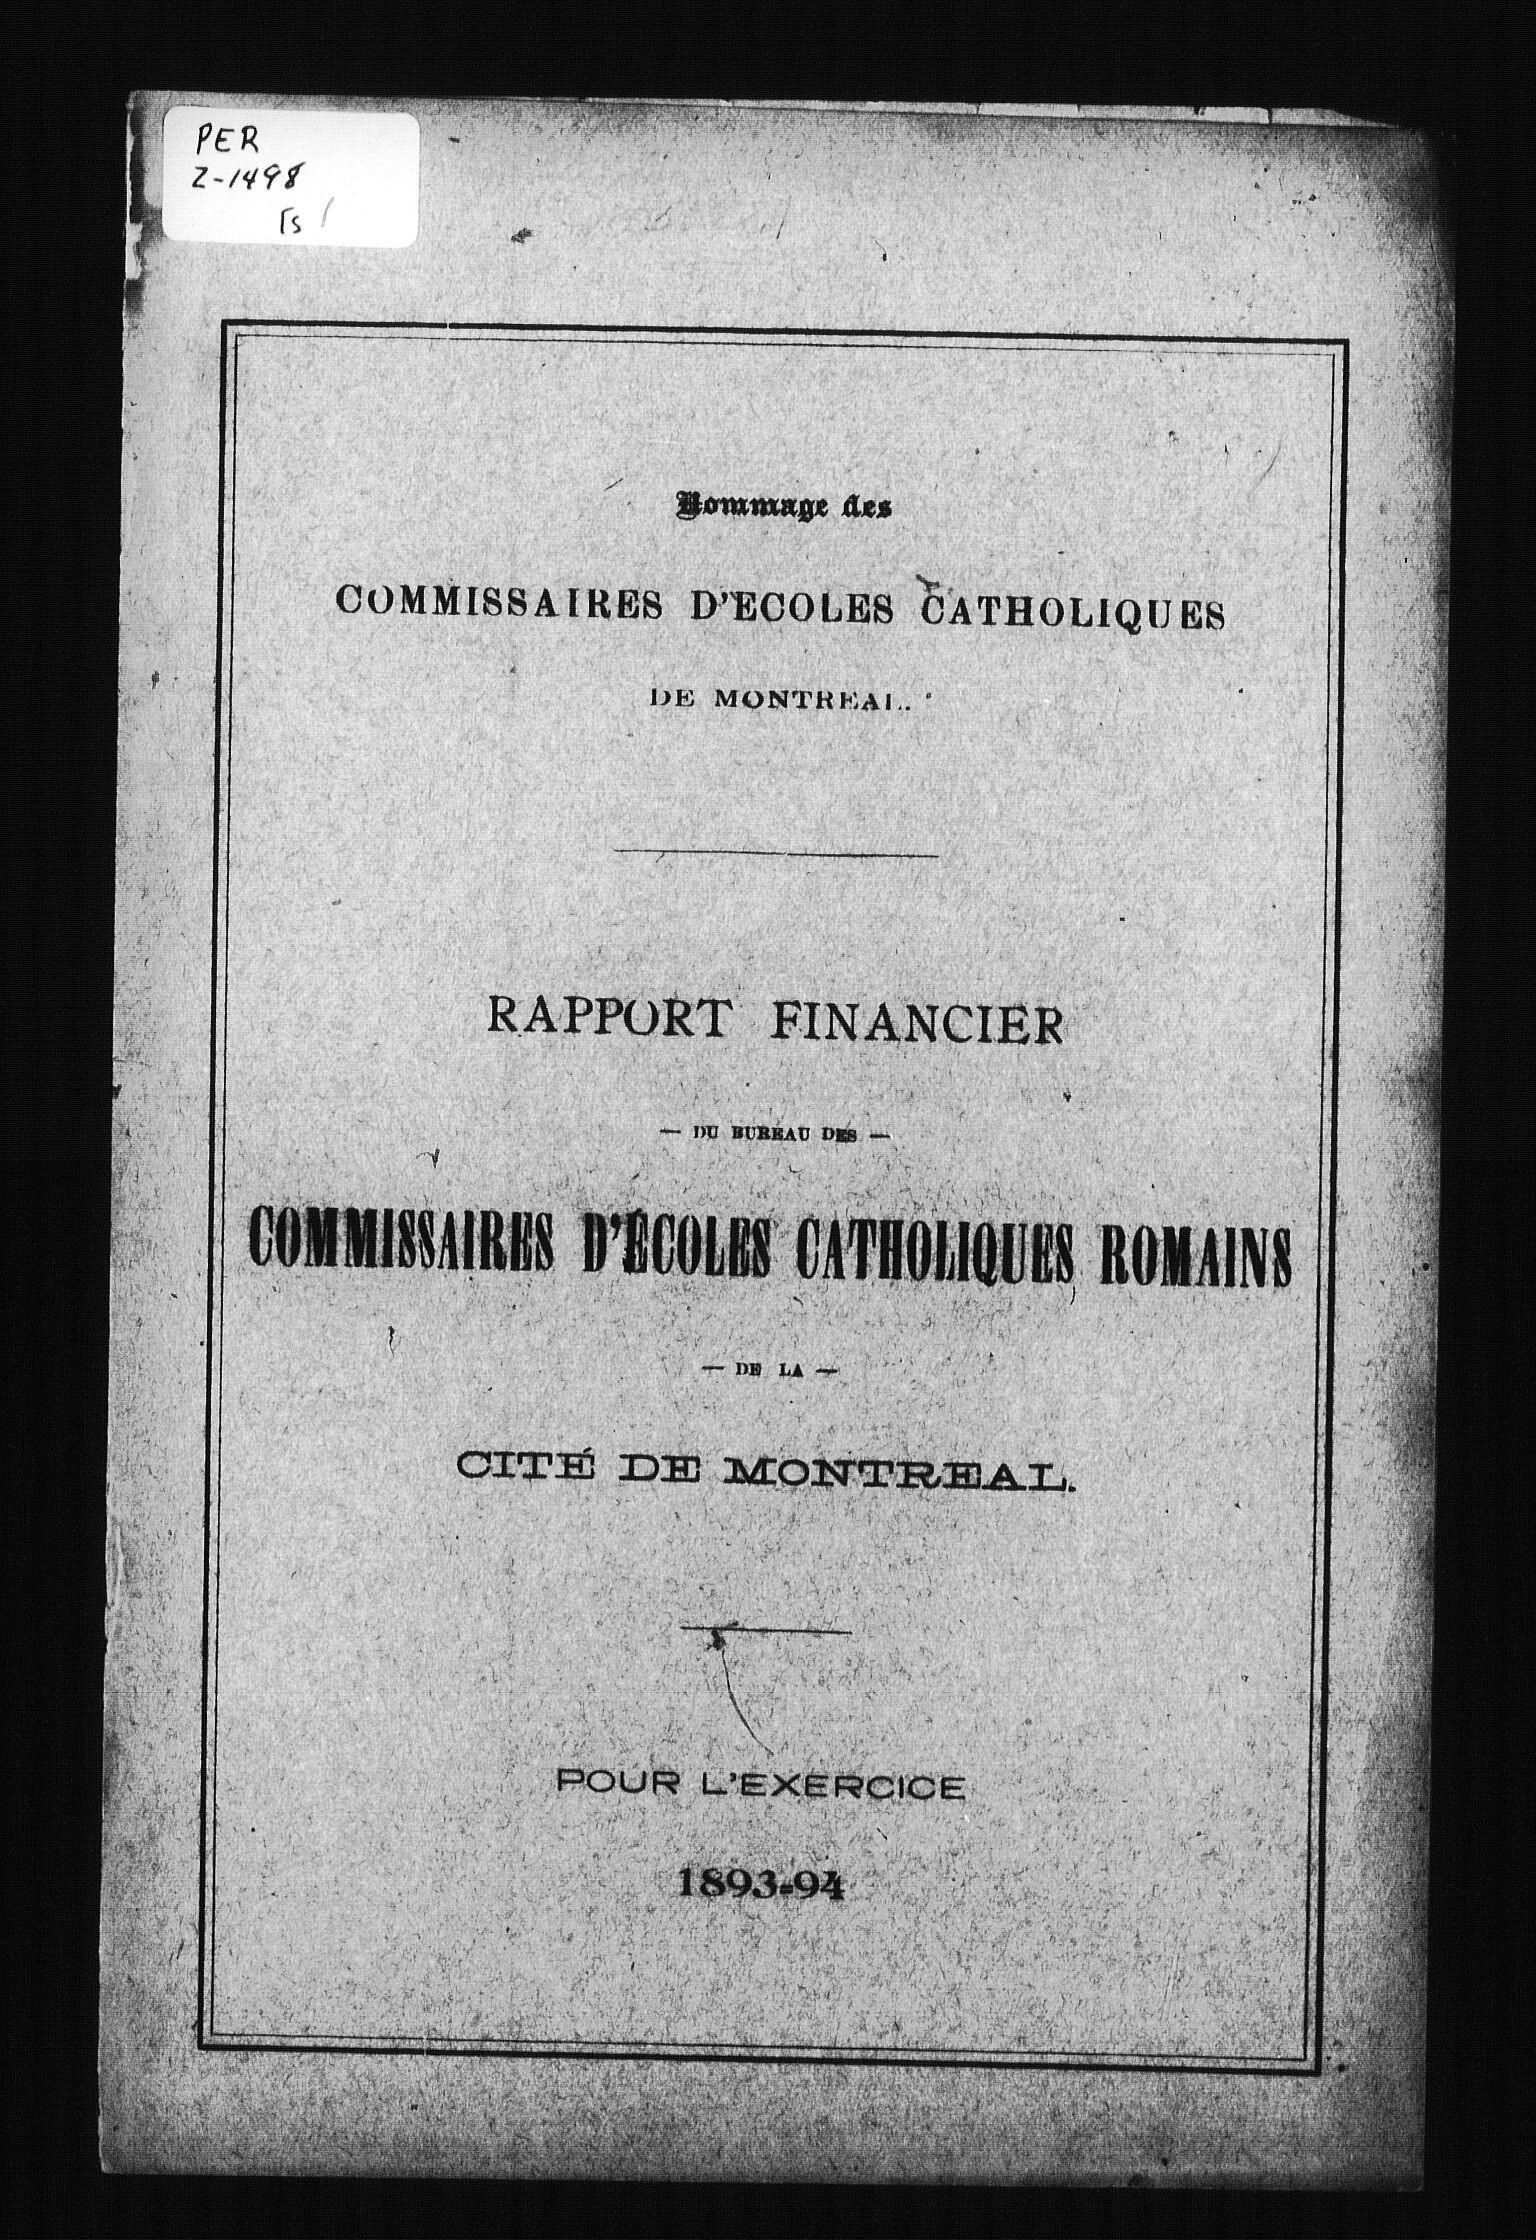 PER
Z-1498
Hommage des
COMMISSAIRES D'ECOLES CATHOLIQUES
DE MONTREAL.
RAPPORT FINANCIER
— DU BUREAU DES —
COMMISSAIRES D'ÉCOLES CATHOLIQUES ROMAINS
— DE LA —
CITÉ DE MONTREAL.
POUR L'EXERCICE
1893-94